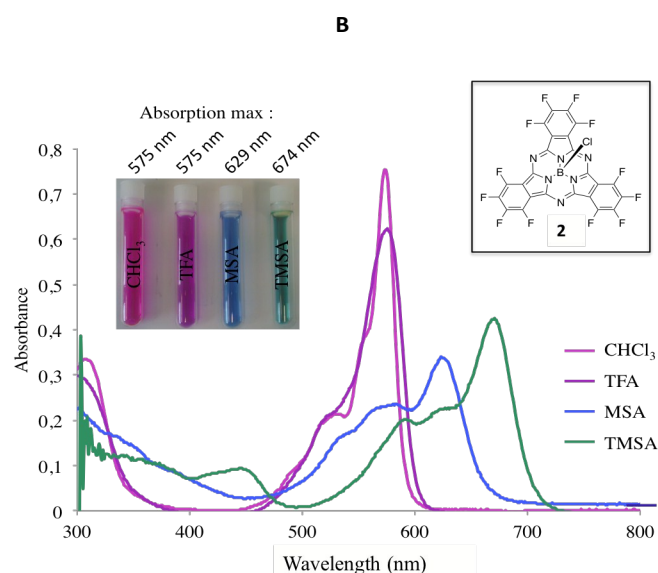 B
Absorption max :
575 nm
575 nm
629 nm
674 nm
CHCl₃
TFA
MSA
TMSA
F F
F F
Cl
N N N
N B N
F F
F N F
F F
F F
2
0,8
0,7
0,6
0,5
0,4
0,3
0,2
0,1
0
Absorbance
CHCl₃
TFA
MSA
TMSA
300 400 500 600 700 800
Wavelength (nm)